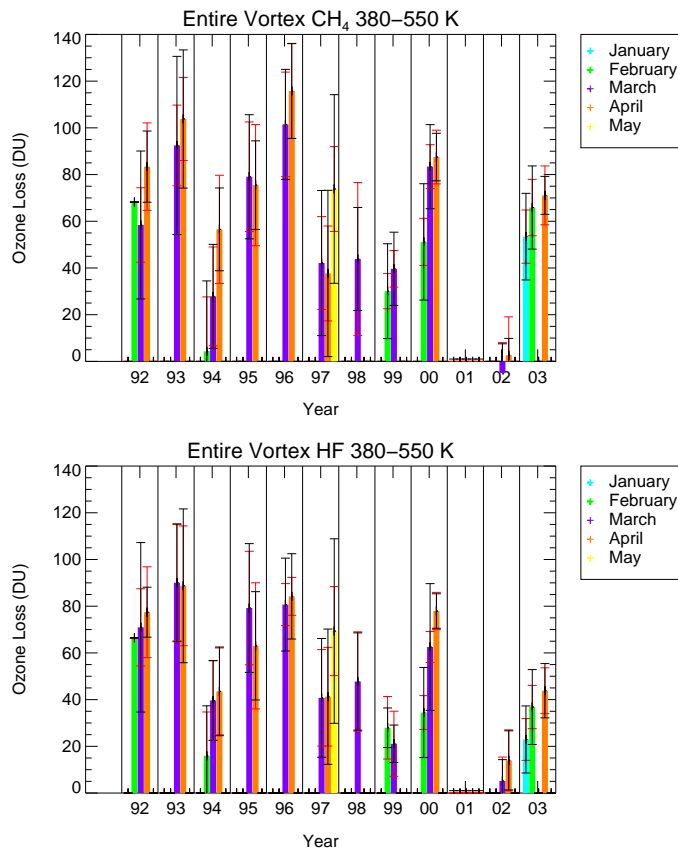 Entire Vortex CH4 380−550 K
140
120
100
80
60
40
20
0
Ozone Loss (DU)
92 93 94 95 96 97 98 99 00 01 02 03
Year
January
February
March
April
May
Entire Vortex HF 380−550 K
140
120
100
80
60
40
20
0
Ozone Loss (DU)
92 93 94 95 96 97 98 99 00 01 02 03
Year
January
February
March
April
May